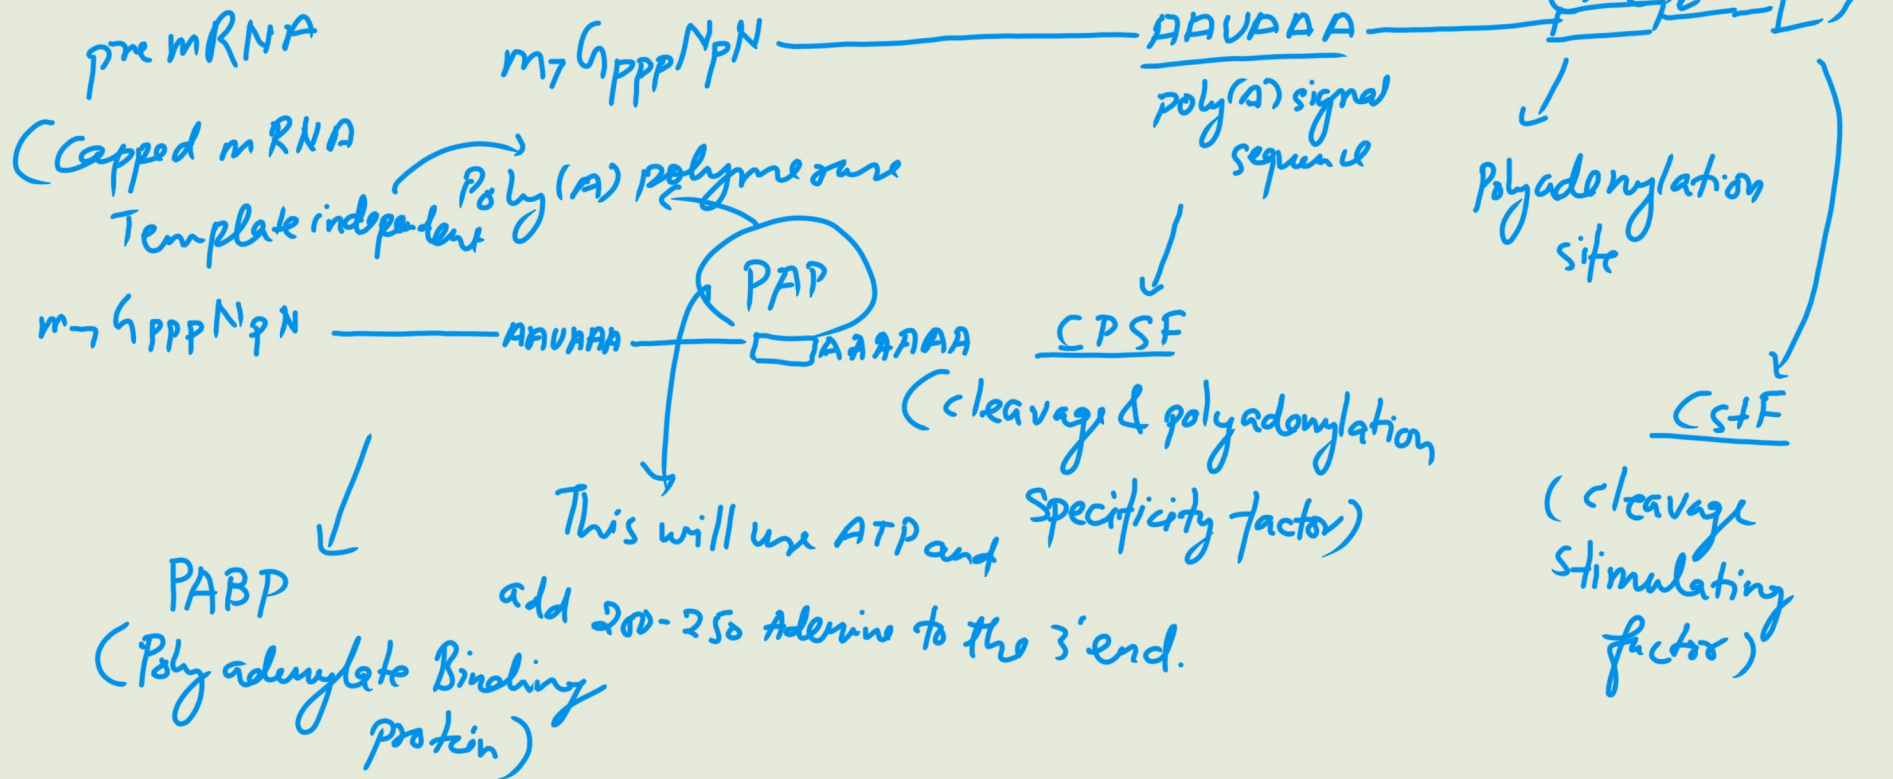 pre mRNA m7GpppNpN AAUAAA
(Capped mRNA
poly(A) signal
sequence
Polyadenylation
site
Template independent Poly(A) polymerase
PAP
m7GpppNpN AAUAAA AAAAAA
CPSF
(cleavage & polyadenylation
specificity factor)
CstF
(cleavage
stimulating
factor)
This will use ATP and
add 200-250 Adenine to the 3' end.
PABP
(Poly adenylate Binding
protein)